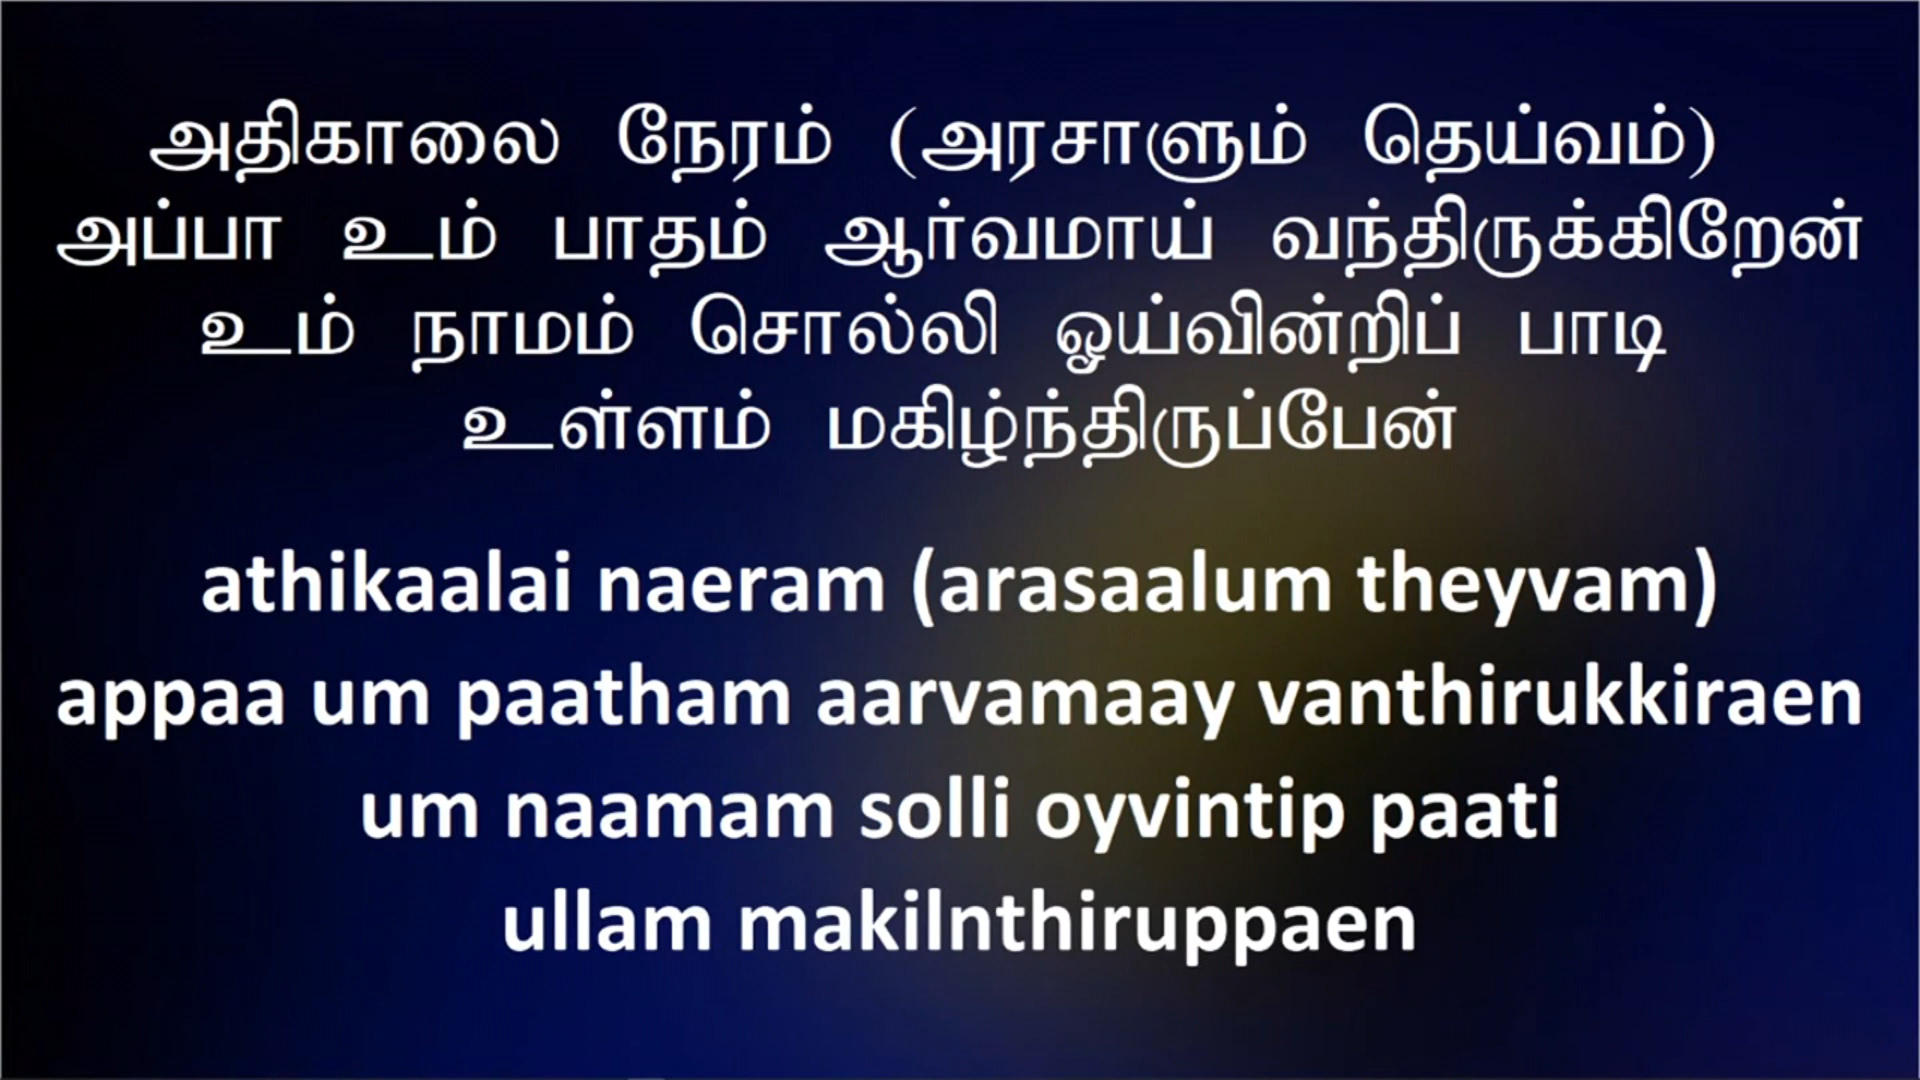 அதிகாலை நேரம் (அரசாளும் தெய்வம்)
அப்பா உம் பாதம் ஆர்வமாய் வந்திருக்கிறேன்
உம் நாமம் சொல்லி ஓய்வின்றிப் பாடி
உள்ளம் மகிழ்ந்திருப்பேன்
athikaalai naeram (arasaalum theyvam)
appaa um paatham aarvamaay vanthirukkiraen
um naamam solli oyvintip paati
ullam makilnthiruppaen